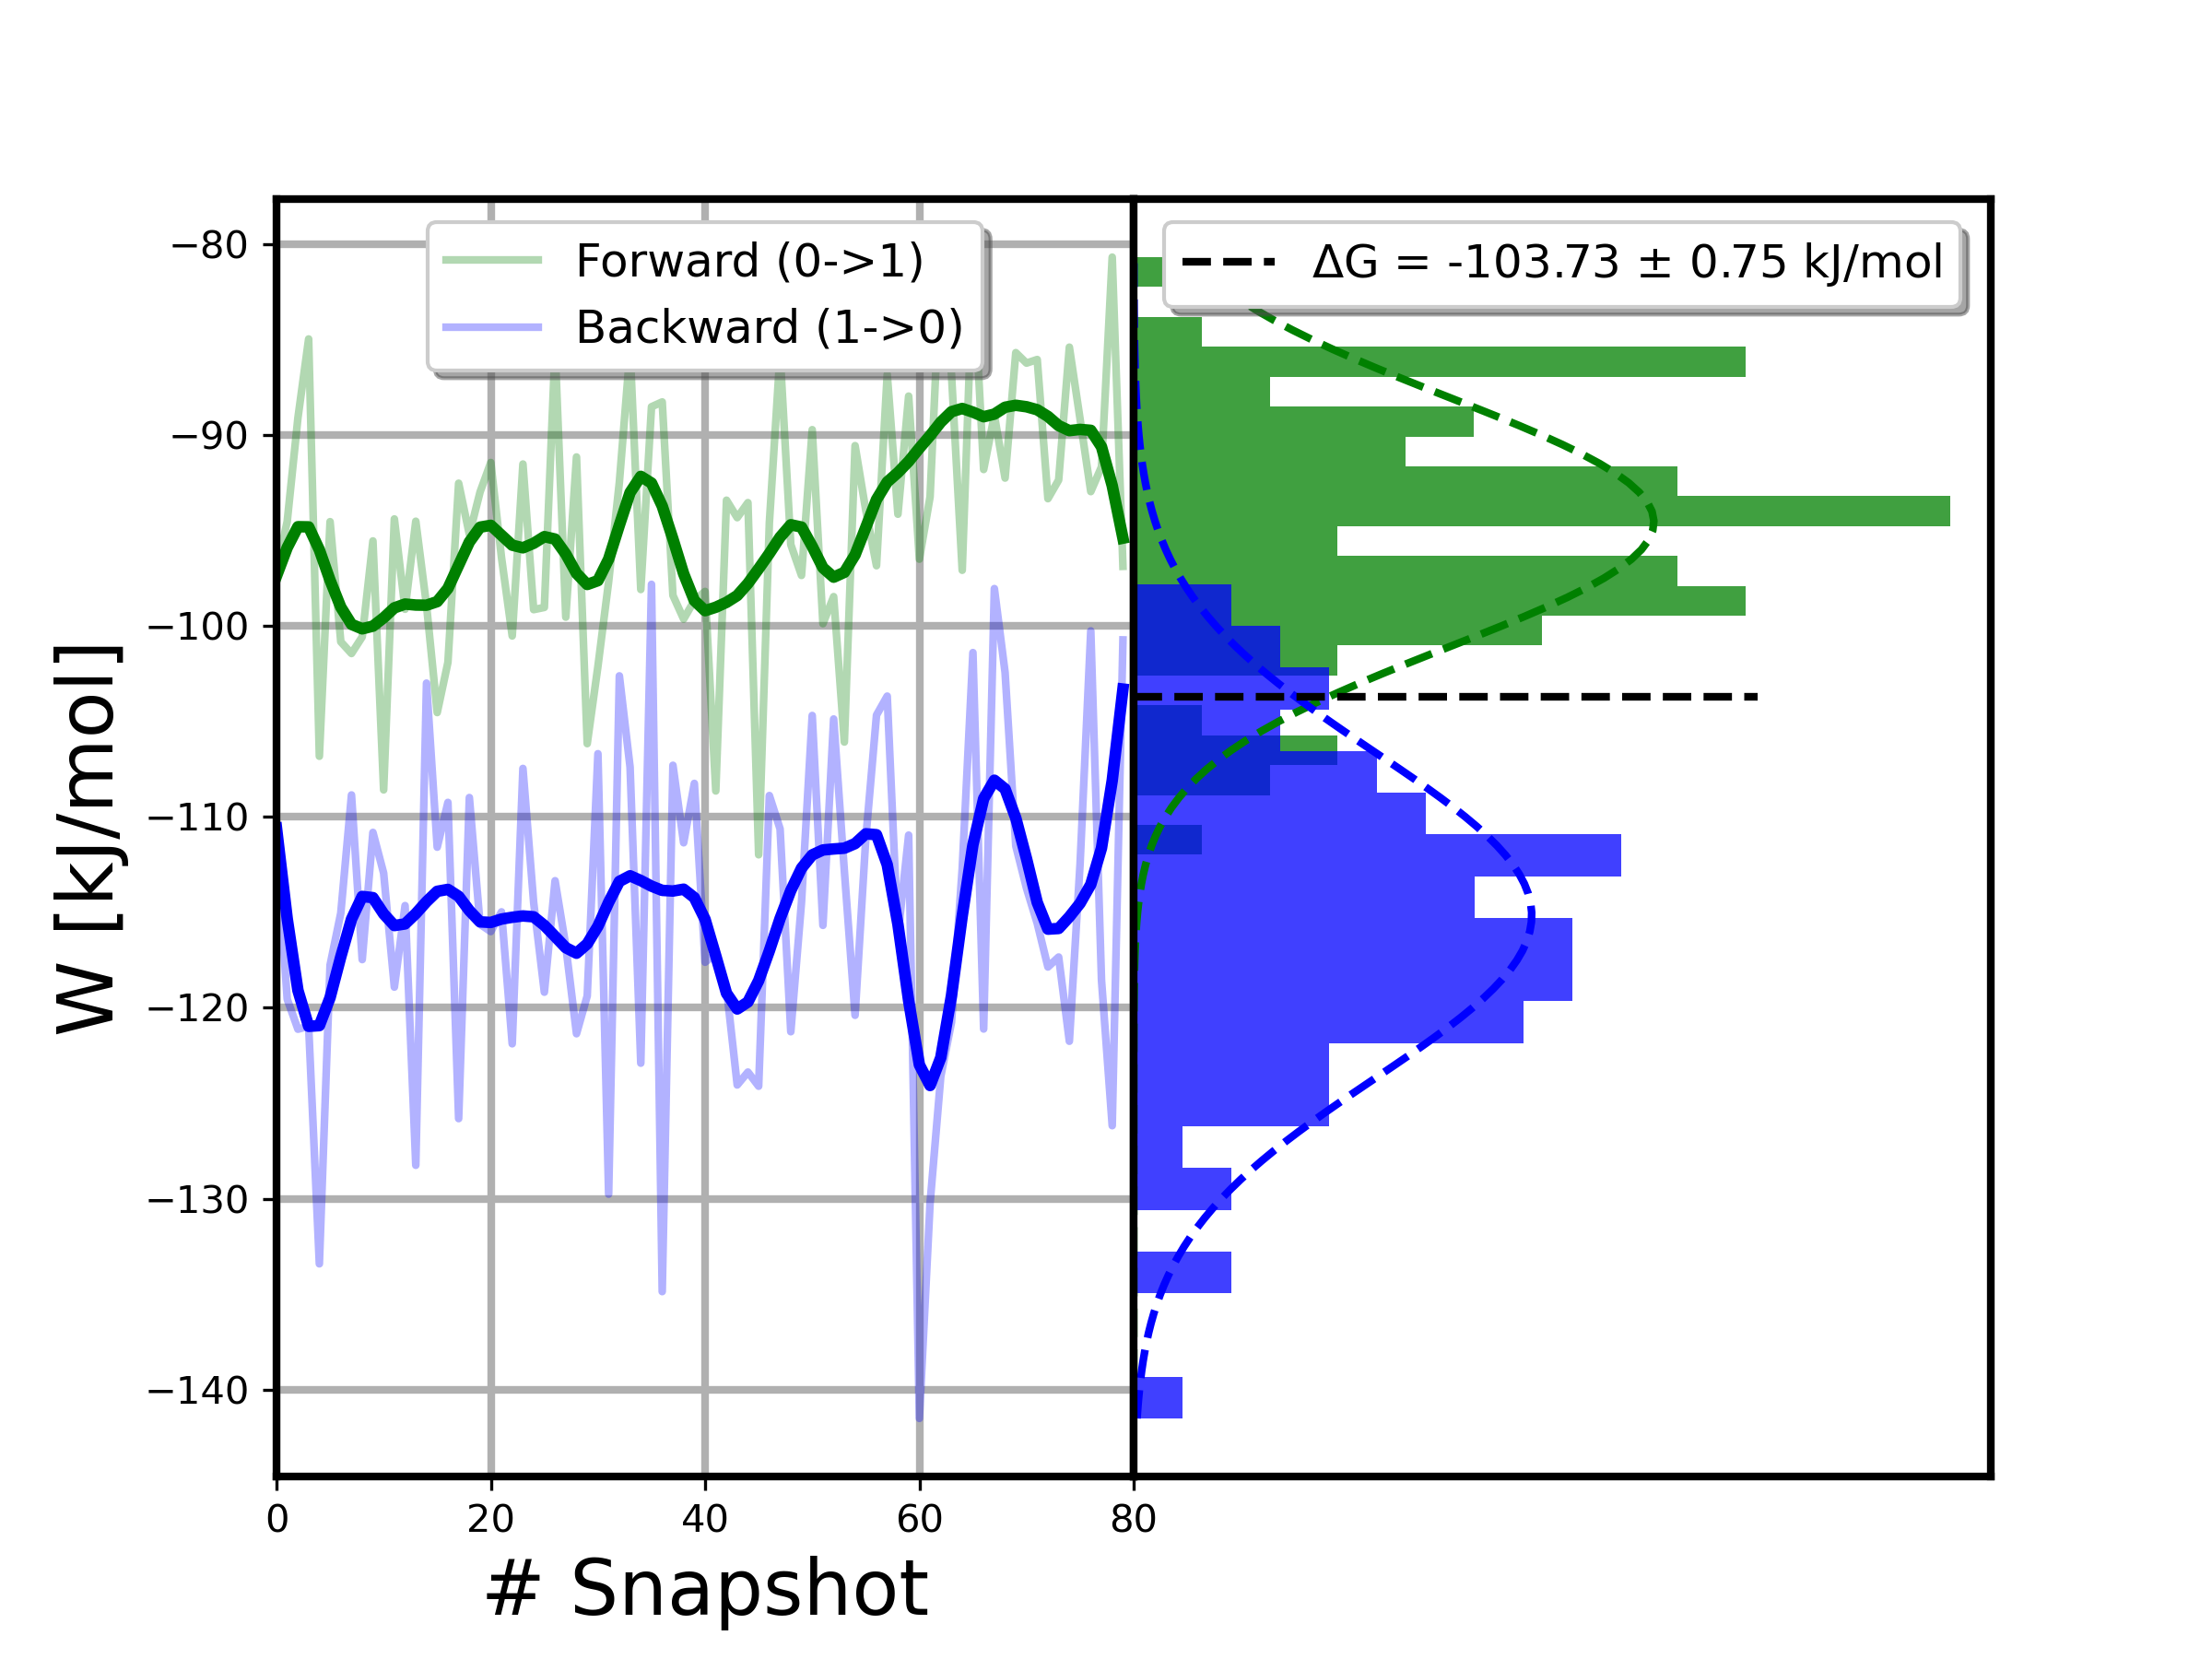 Forward (0->1)
Backward (1->0)
ΔG = -103.73 ± 0.75 kJ/mol
−80
−90
−100
−110
−120
−130
−140
W [kJ/mol]
0 20 40 60 80
# Snapshot